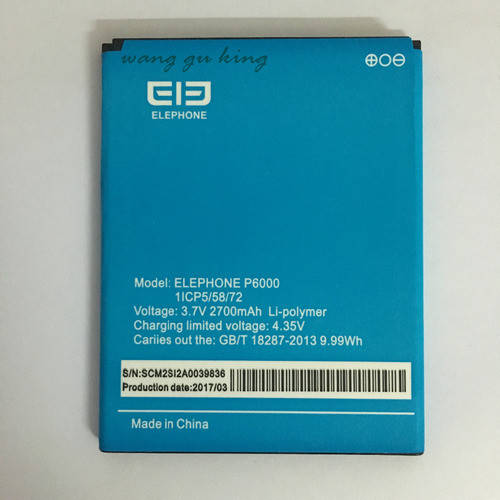 wang gu king
ELEPHONE
Model: ELEPHONE P6000
1ICP5/58/72
Voltage: 3.7V 2700mAh Li-polymer
Charging limited voltage: 4.35V
Cariies out the: GB/T 18287-2013 9.99Wh
S/N:SCM2SI2A0039836
Production date:2017/03
Made in China